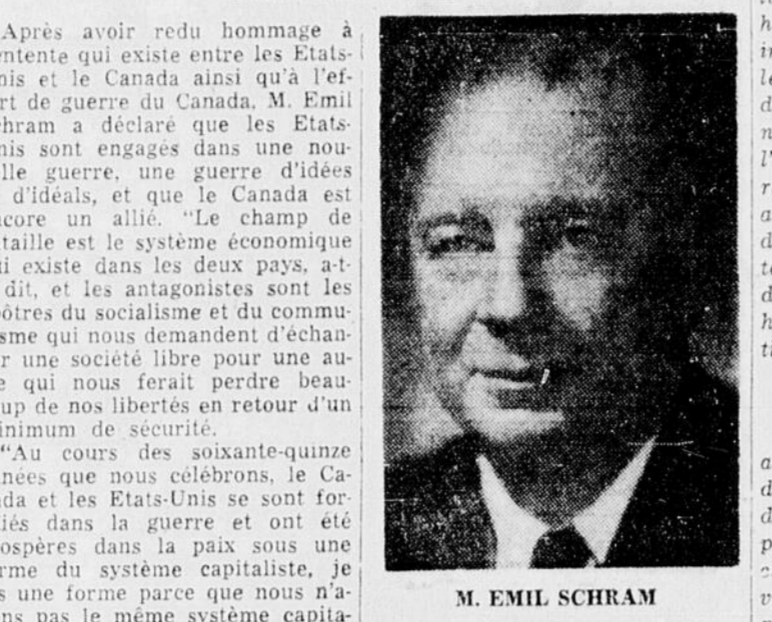 Après avoir redu hommage à
ntente qui existe entre les Etats-
nis et le Canada ainsi qu'à l'ef-
rt de guerre du Canada, M. Emil
chram a déclaré que les Etats-
nis sont engagés dans une nou-
lle guerre, une guerre d'idées
d'idéals, et que le Canada est
core un allié. "Le champ de
taille est le système économique
i existe dans les deux pays, a-t-
dit, et les antagonistes sont les
ôtres du socialisme et du commu-
sme qui nous demandent d'échan-
r une société libre pour une au-
e qui nous ferait perdre beau-
up de nos libertés en retour d'un
inimum de sécurité.
"Au cours des soixante-quinze
nées que nous célébrons, le Ca-
da et les Etats-Unis se sont for-
iés dans la guerre et ont été
ospères dans la paix sous une
rme du système capitaliste, je
s une forme parce que nous n'a-
ns pas le même système capita-
M. EMIL SCHRAM